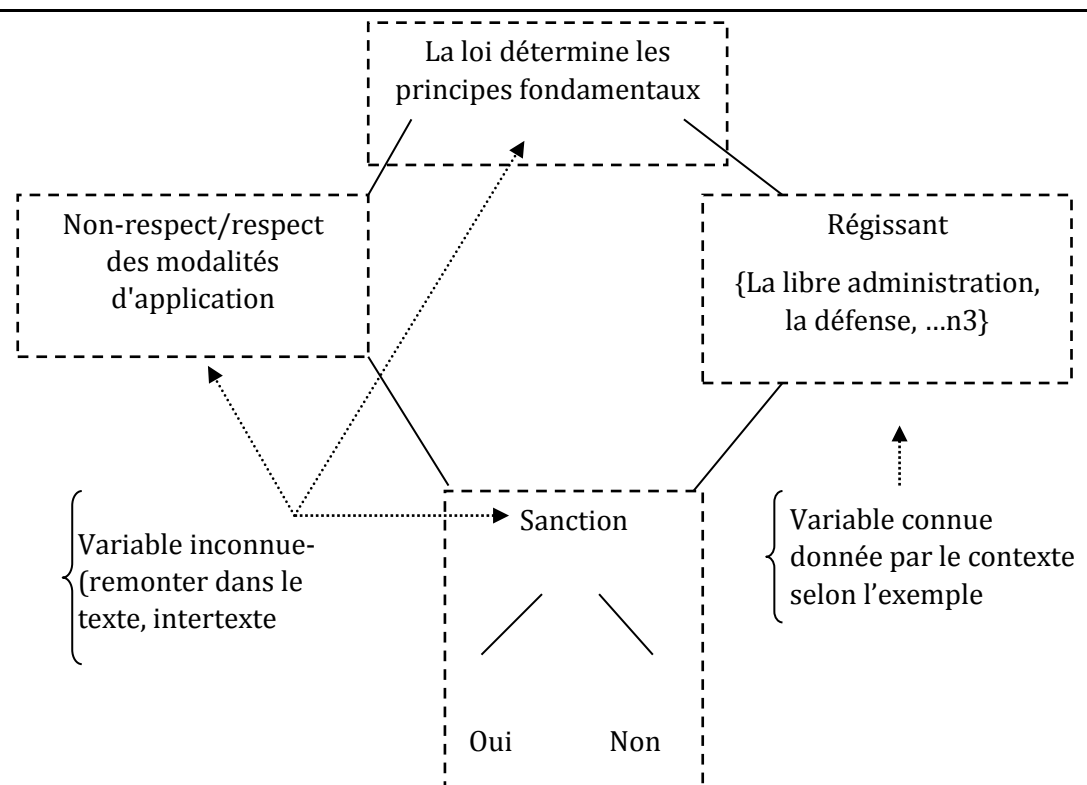 La loi détermine les
principes fondamentaux
Non-respect/respect
des modalités
d'application
Régissant
{La libre administration,
la défense, …n3}
Variable inconnue-
(remonter dans le
texte, intertexte
Sanction
Variable connue
donnée par le contexte
selon l’exemple
Oui Non